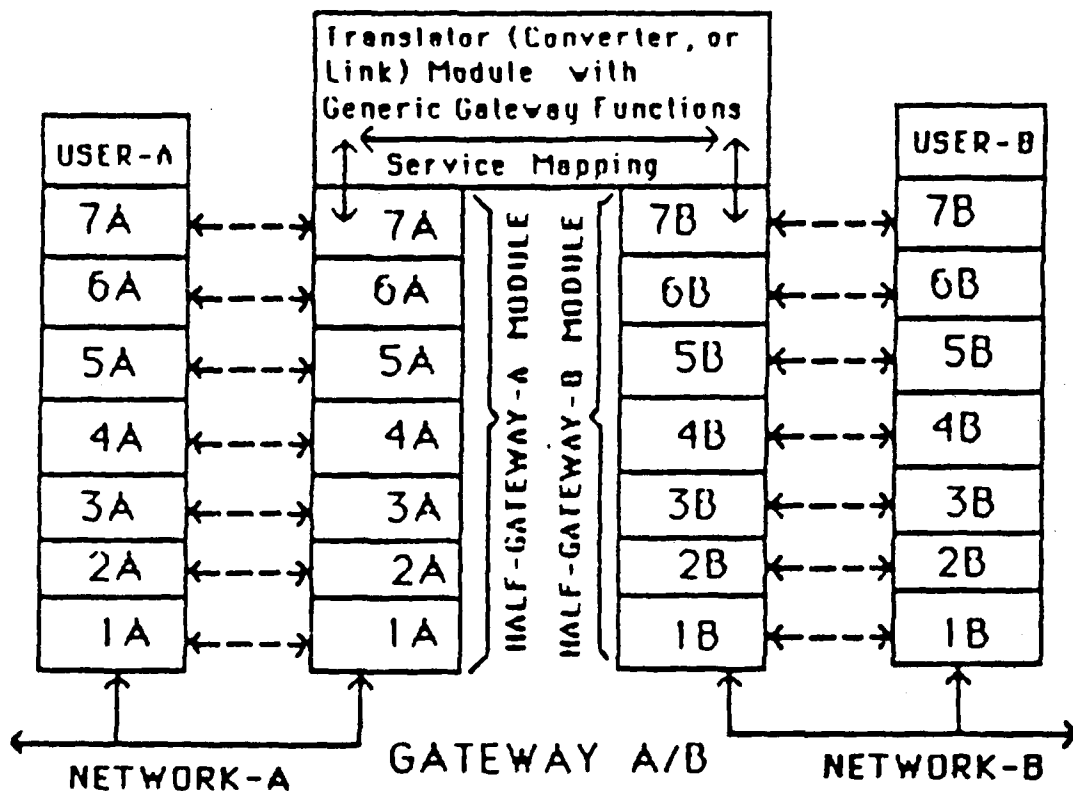 Translator (Converter, or
Link) Module with
Generic Gateway Functions
Service Mapping
USER-A
7A
6A
5A
4A
3A
2A
1A
7A
6A
5A
4A
3A
2A
1A
HALF-GATEWAY-A MODULE
HALF-GATEWAY-B MODULE
7B
6B
5B
4B
3B
2B
1B
USER-B
7B
6B
5B
4B
3B
2B
1B
NETWORK-A
GATEWAY A/B
NETWORK-B